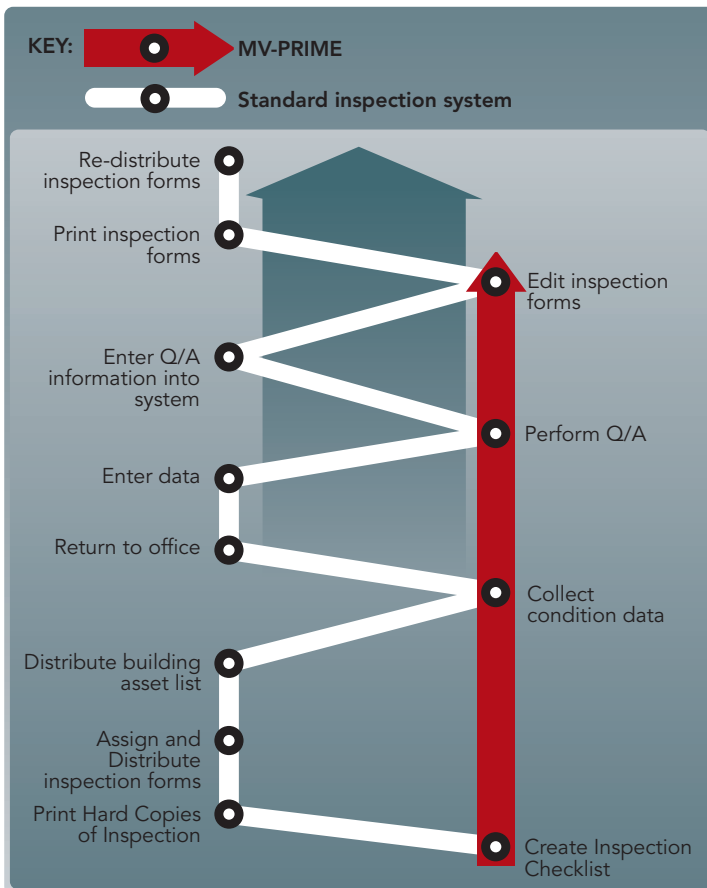 KEY:
MV-PRIME
Standard inspection system
Re-distribute
inspection forms
Print inspection
forms
Edit inspection
forms
Enter Q/A
information into
system
Perform Q/A
Enter data
Return to office
Collect
condition data
Distribute building
asset list
Assign and
Distribute
inspection forms
Print Hard Copies
of Inspection
Create Inspection
Checklist